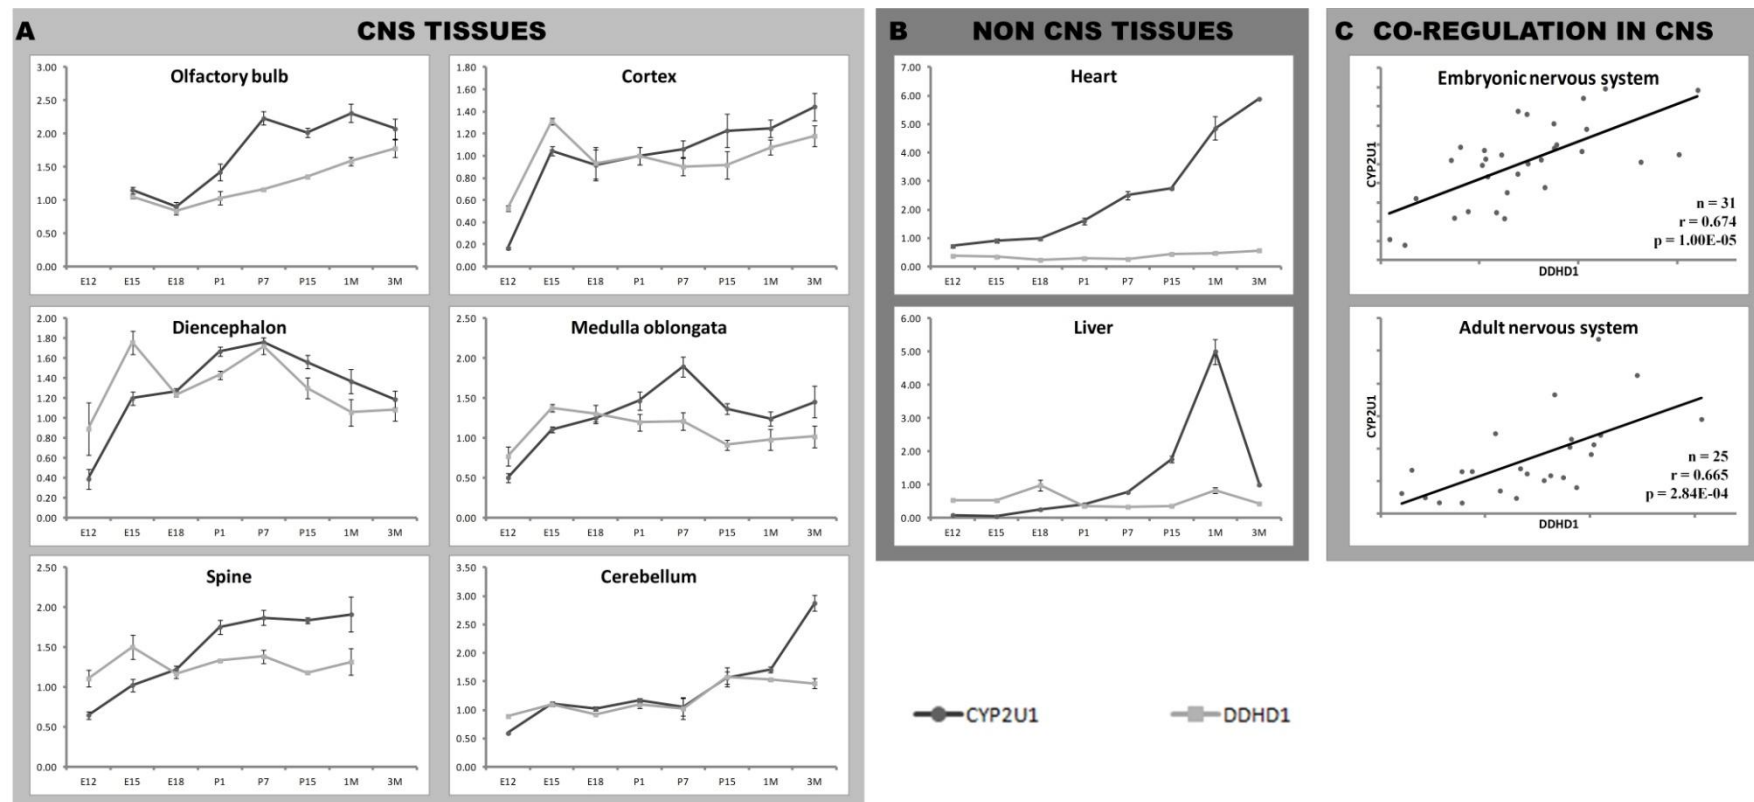 A CNS TISSUES
Olfactory bulb
3.00
2.50
2.00
1.50
1.00
0.50
0.00
E12 E15 E18 P1 P7 P15 1M 3M
Cortex
1.80
1.60
1.40
1.20
1.00
0.80
0.60
0.40
0.20
0.00
E12 E15 E18 P1 P7 P15 1M 3M
Diencephalon
2.00
1.80
1.60
1.40
1.20
1.00
0.80
0.60
0.40
0.20
0.00
E12 E15 E18 P1 P7 P15 1M 3M
Medulla oblongata
2.50
2.00
1.50
1.00
0.50
0.00
E12 E15 E18 P1 P7 P15 1M 3M
Spine
2.50
2.00
1.50
1.00
0.50
0.00
E12 E15 E18 P1 P7 P15 1M 3M
Cerebellum
3.50
3.00
2.50
2.00
1.50
1.00
0.50
0.00
E12 E15 E18 P1 P7 P15 1M 3M
B NON CNS TISSUES
Heart
7.00
6.00
5.00
4.00
3.00
2.00
1.00
0.00
E12 E15 E18 P1 P7 P15 1M 3M
Liver
6.00
5.00
4.00
3.00
2.00
1.00
0.00
E12 E15 E18 P1 P7 P15 1M 3M
C CO-REGULATION IN CNS
Embryonic nervous system
CYP2U1
n = 31
r = 0.674
p = 1.00E-05
DDHD1
Adult nervous system
CYP2U1
n = 25
r = 0.665
p = 2.84E-04
DDHD1
CYP2U1 DDHD1